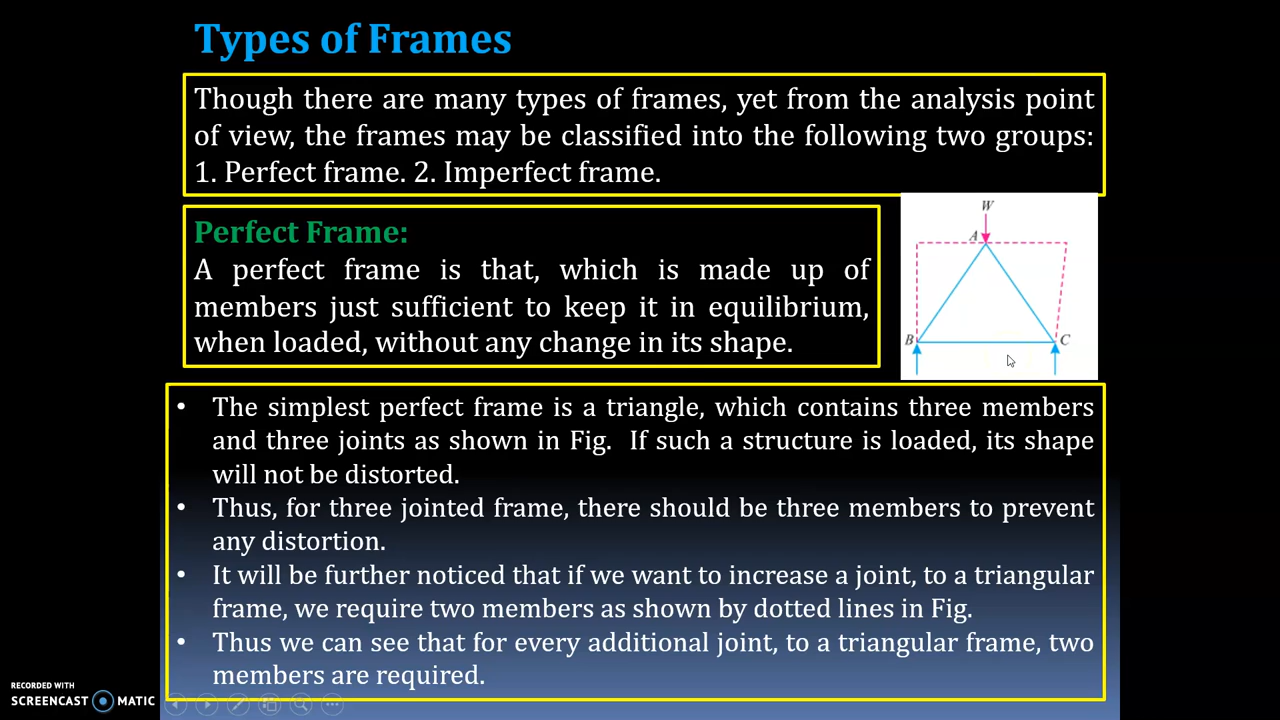 Types of Frames
Though there are many types of frames, yet from the analysis point
of view, the frames may be classified into the following two groups:
1. Perfect frame. 2. Imperfect frame.
Perfect Frame:
A perfect frame is that, which is made up of
members just sufficient to keep it in equilibrium,
when loaded, without any change in its shape.
W
A
B
C
• The simplest perfect frame is a triangle, which contains three members
and three joints as shown in Fig. If such a structure is loaded, its shape
will not be distorted.
• Thus, for three jointed frame, there should be three members to prevent
any distortion.
• It will be further noticed that if we want to increase a joint, to a triangular
frame, we require two members as shown by dotted lines in Fig.
• Thus we can see that for every additional joint, to a triangular frame, two
members are required.
RECORDED WITH
SCREENCAST MATIC